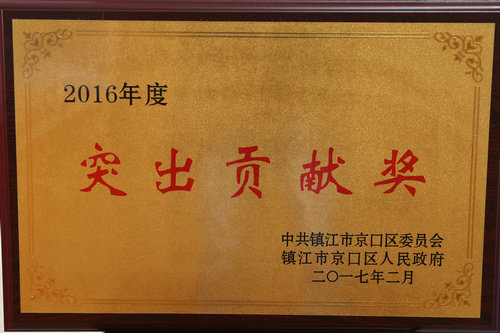 2016年度
突出贡献奖
中共镇江市京口区委员会
镇江市京口区人民政府
二〇一七年二月